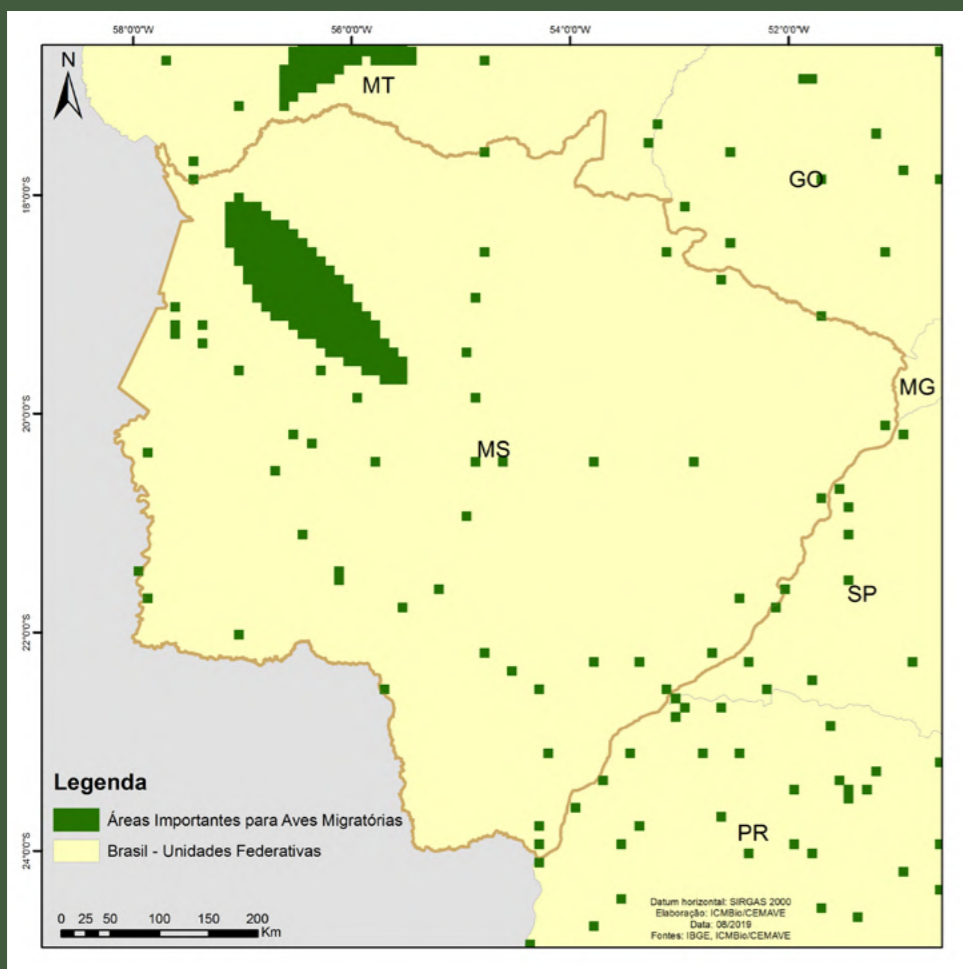 58°0'0"W 56°0'0"W 54°0'0"W 52°0'0"W
N
MT
18°0'0"S
GO
MG
20°0'0"S
MS
SP
22°0'0"S
Legenda
Áreas Importantes para Aves Migratórias
Brasil - Unidades Federativas
PR
24°0'0"S
0 25 50 100 150 200
Km
Datum horizontal: SIRGAS 2000
Elaboração: ICMBio/CEMAVE
Data: 08/2019
Fontes: IBGE, ICMBio/CEMAVE